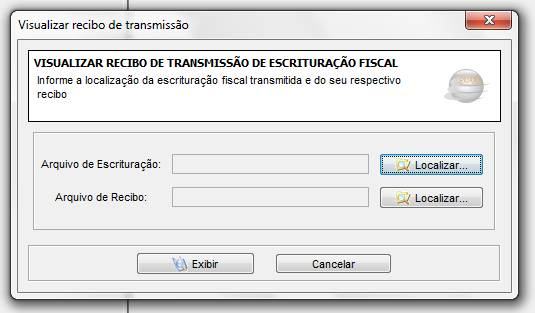 Visualizar recibo de transmissão
VISUALIZAR RECIBO DE TRANSMISSÃO DE ESCRITURAÇÃO FISCAL
Informe a localização da escrituração fiscal transmitida e do seu respectivo
recibo
Arquivo de Escrituração: Localizar...
Arquivo de Recibo: Localizar...
Exibir Cancelar